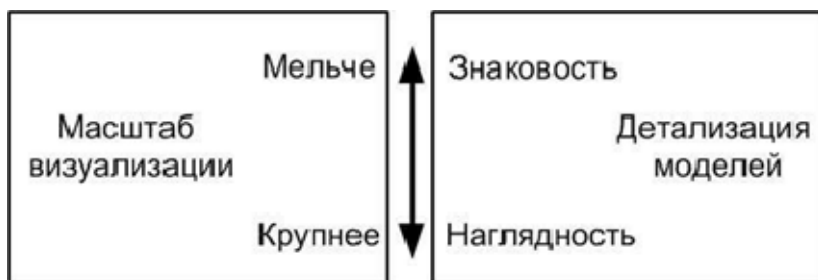 Мельче
Масштаб
визуализации
Крупнее
Знаковость
Детализация
моделей
Наглядность